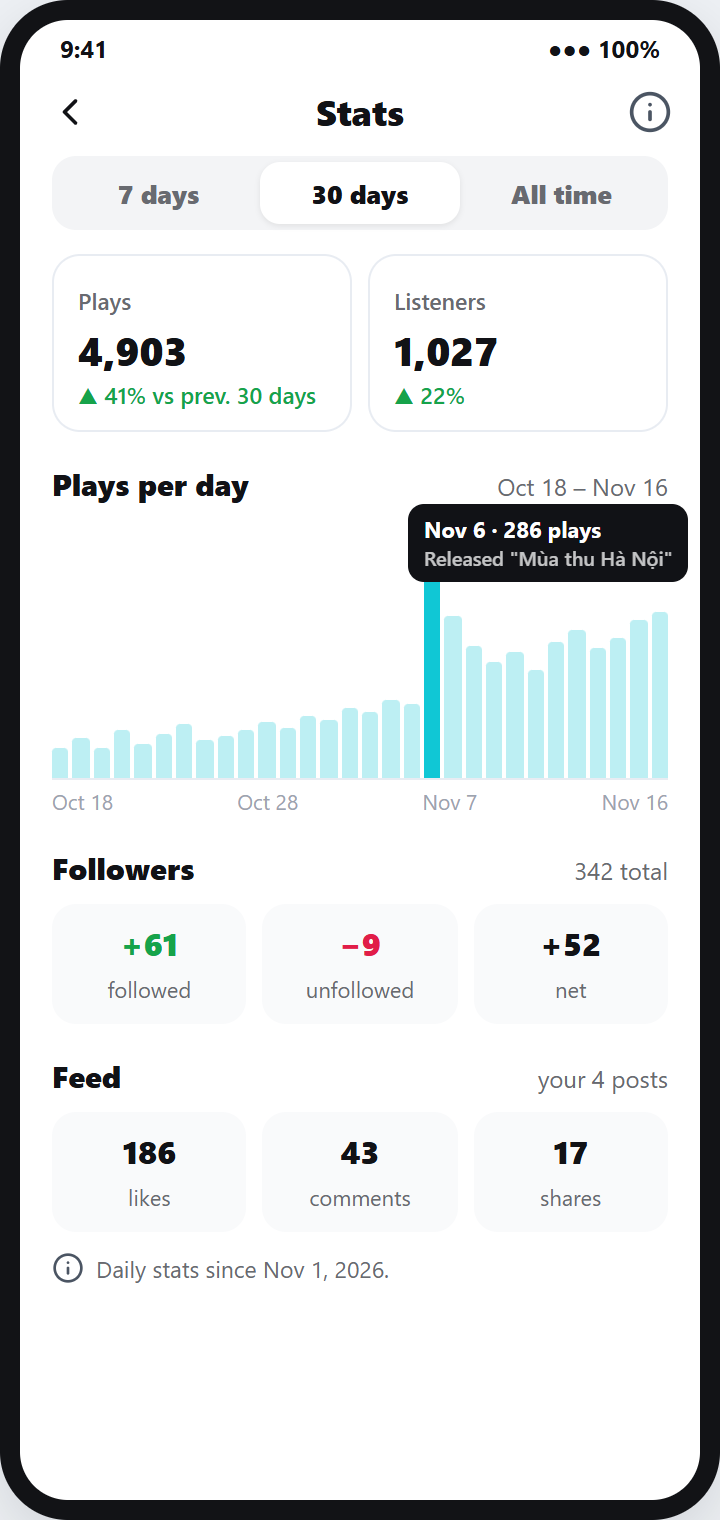 9:41
●●● 100%
Stats
7 days
30 days
All time
Plays
4,903
▲ 41% vs prev. 30 days
Listeners
1,027
▲ 22%
Plays per day
Oct 18 – Nov 16
Nov 6 · 286 plays
Released "Mùa thu Hà Nội"
Oct 18
Oct 28
Nov 7
Nov 16
Followers
342 total
+61
followed
−9
unfollowed
+52
net
Feed
your 4 posts
186
likes
43
comments
17
shares
Daily stats since Nov 1, 2026.